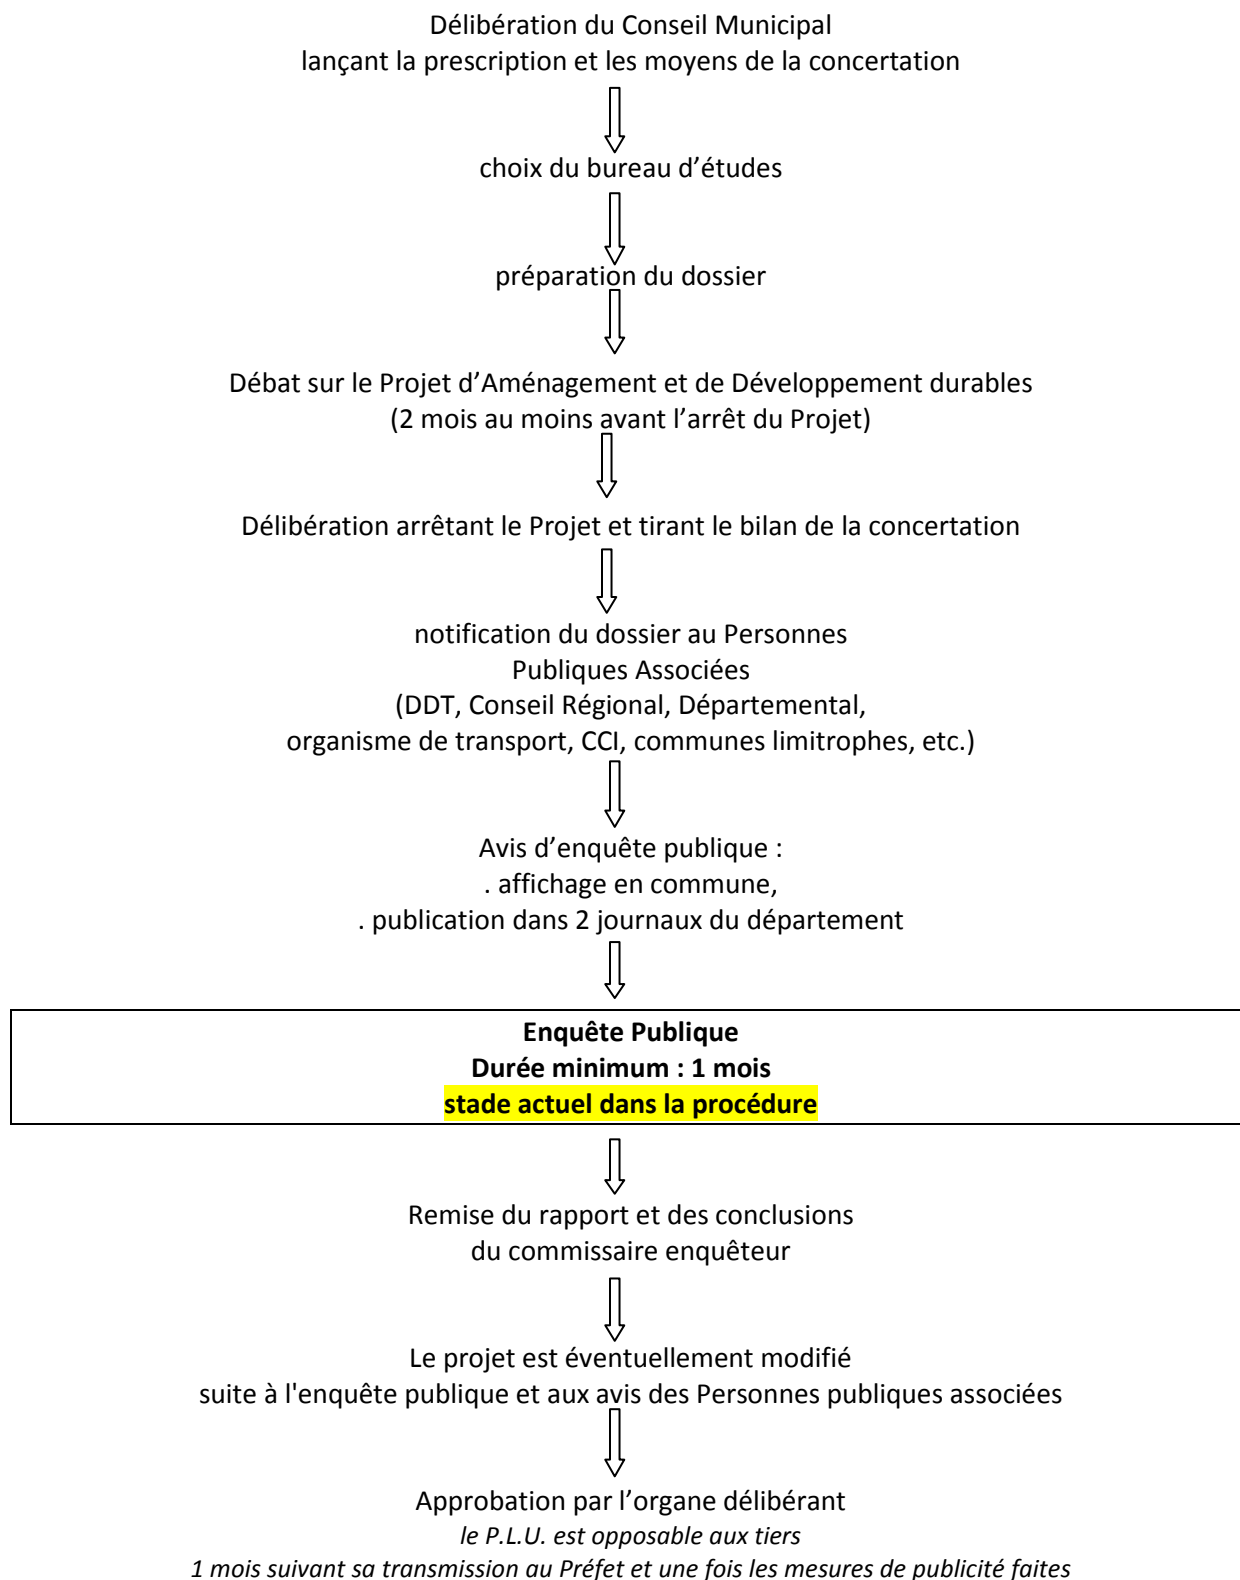 Délibération du Conseil Municipal
lançant la prescription et les moyens de la concertation
choix du bureau d’études
préparation du dossier
Débat sur le Projet d’Aménagement et de Développement durables
(2 mois au moins avant l’arrêt du Projet)
Délibération arrêtant le Projet et tirant le bilan de la concertation
notification du dossier au Personnes
Publiques Associées
(DDT, Conseil Régional, Départemental,
organisme de transport, CCI, communes limitrophes, etc.)
Avis d’enquête publique :
. affichage en commune,
. publication dans 2 journaux du département
Enquête Publique
Durée minimum : 1 mois
stade actuel dans la procédure
Remise du rapport et des conclusions
du commissaire enquêteur
Le projet est éventuellement modifié
suite à l'enquête publique et aux avis des Personnes publiques associées
Approbation par l’organe délibérant
le P.L.U. est opposable aux tiers
1 mois suivant sa transmission au Préfet et une fois les mesures de publicité faites